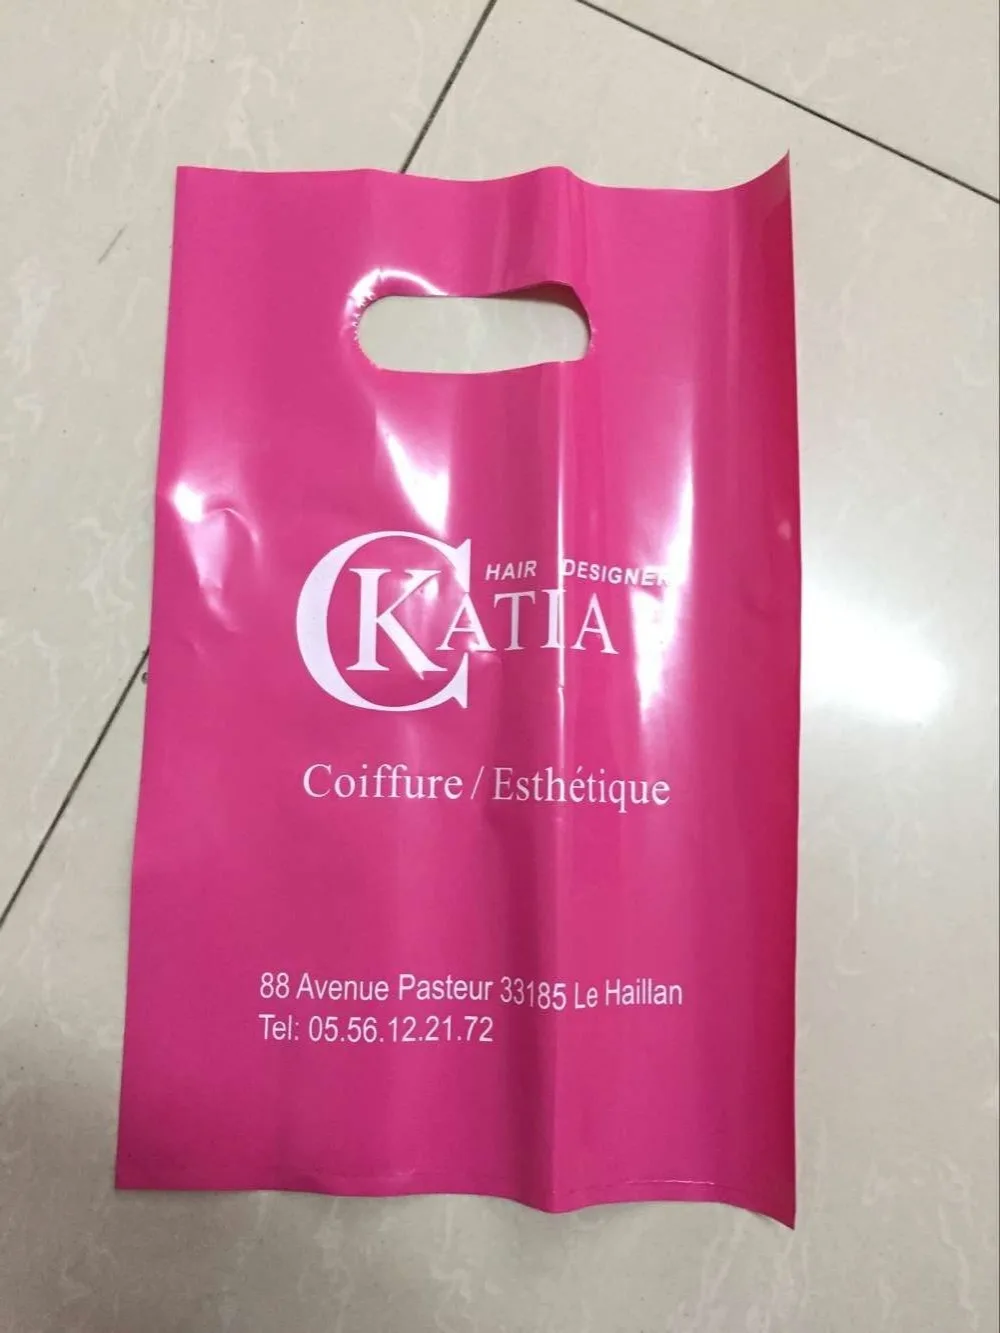 HAIR DESIGNER
CKATIA
Coiffure / Esthétique
88 Avenue Pasteur 33185 Le Haillan
Tel: 05.56.12.21.72